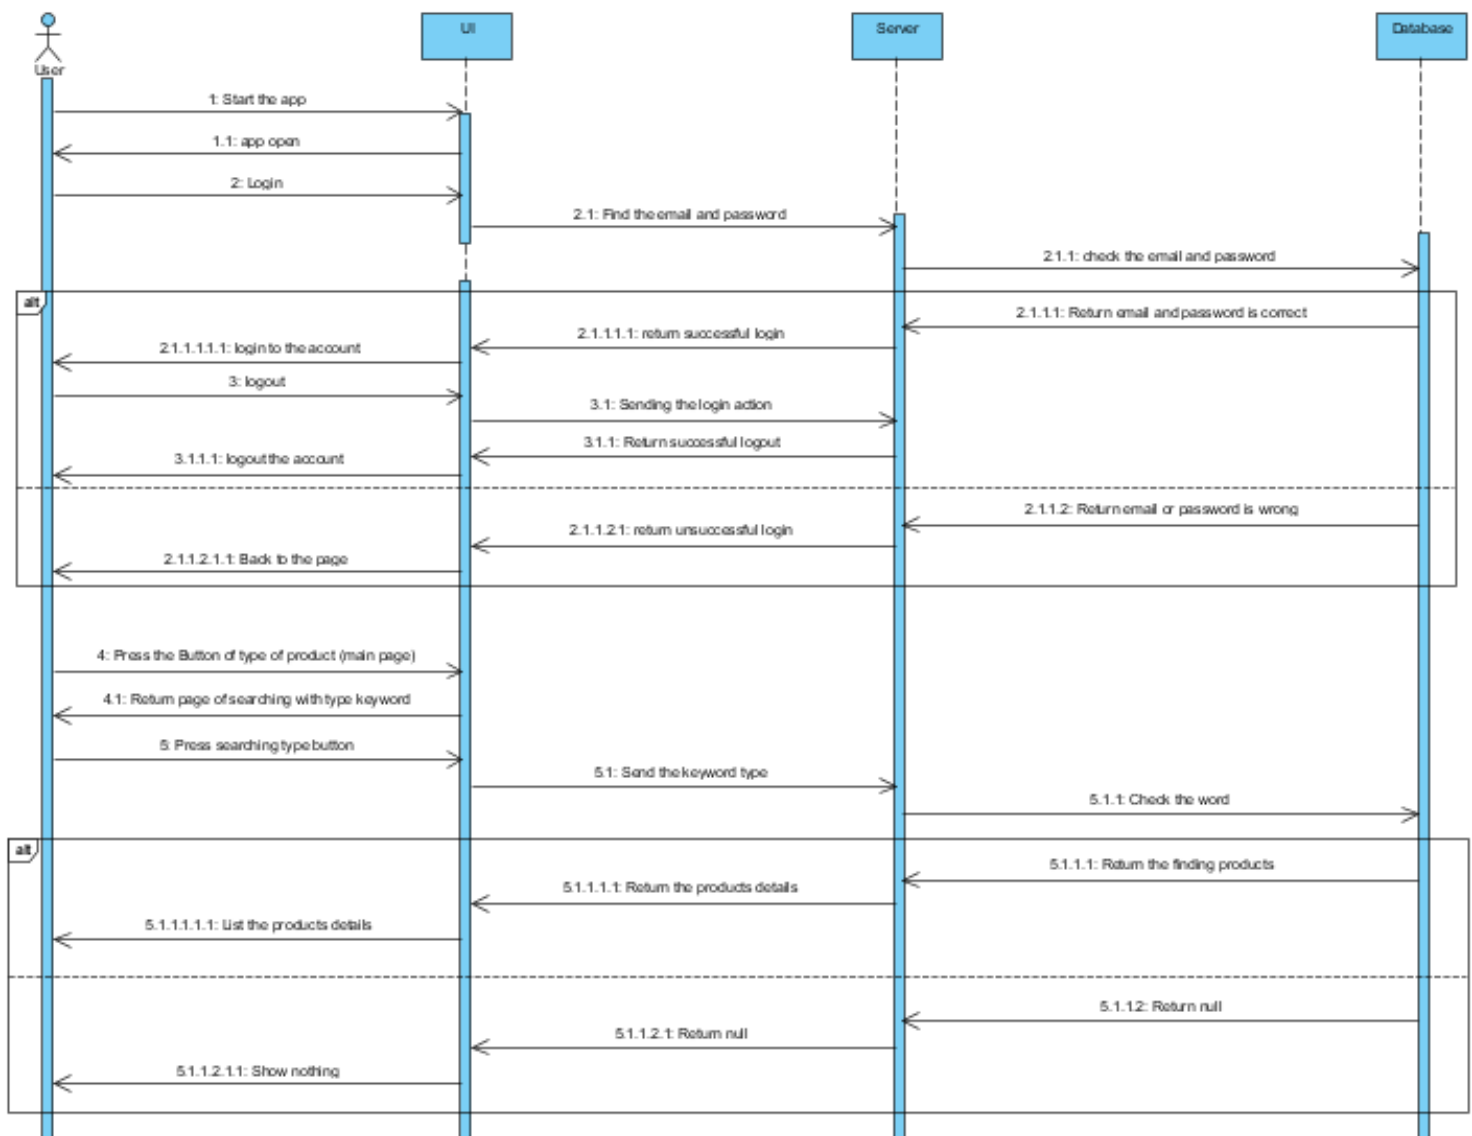 User
UI
Server
Database
1: Start the app
1.1: app open
2: Login
2.1: Find the email and password
2.1.1: check the email and password
alt
2.1.1.1: Return email and password is correct
2.1.1.1.1: return successful login
2.1.1.1.1.1: login to the account
3: logout
3.1: Sending the login action
3.1.1: Return successful logout
3.1.1.1: logout the account
2.1.1.2: Return email or password is wrong
2.1.1.2.1: return unsuccessful login
2.1.1.2.1.1: Back to the page
4: Press the Button of type of product (main page)
4.1: Return page of searching with type keyword
5: Press searching type button
5.1: Send the keyword type
5.1.1: Check the word
alt
5.1.1.1: Return the finding products
5.1.1.1.1: Return the products details
5.1.1.1.1.1: List the products details
5.1.1.2: Return null
5.1.1.2.1: Return null
5.1.1.2.1.1: Show nothing